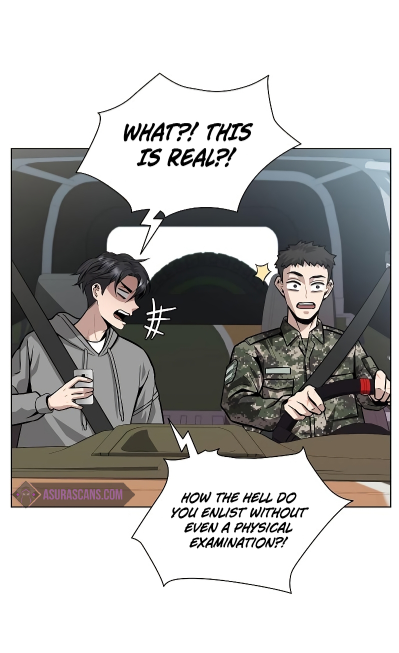 WHAT?! THIS
IS REAL?!
ASURASCANS.COM
HOW THE HELL DO
YOU ENLIST WITHOUT
EVEN A PHYSICAL
EXAMINATION?!